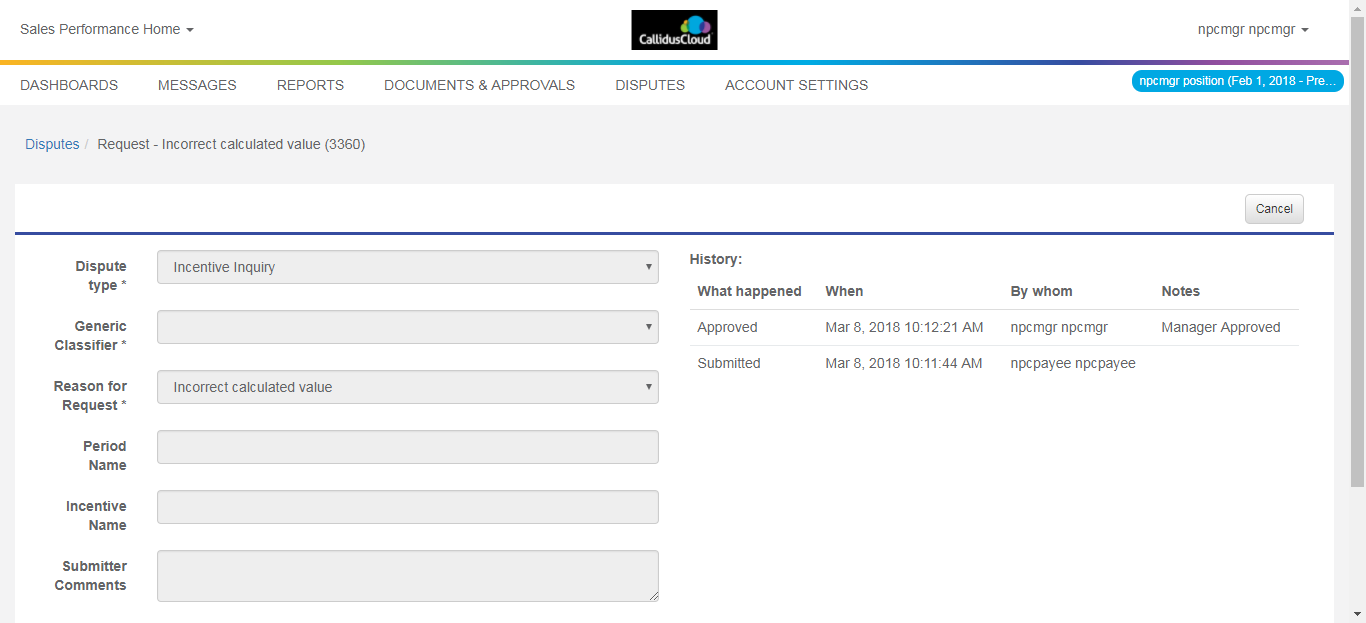 Sales Performance Home
CallidusCloud
npcmgr npcmgr
DASHBOARDS MESSAGES REPORTS DOCUMENTS & APPROVALS DISPUTES ACCOUNT SETTINGS
npcmgr position (Feb 1, 2018 - Pre...
Disputes / Request - Incorrect calculated value (3360)
Cancel
Dispute
type *
Incentive Inquiry
Generic
Classifier *
Reason for
Request *
Incorrect calculated value
Period
Name
Incentive
Name
Submitter
Comments
History:
What happened When By whom Notes
Approved Mar 8, 2018 10:12:21 AM npcmgr npcmgr Manager Approved
Submitted Mar 8, 2018 10:11:44 AM npcpayee npcpayee